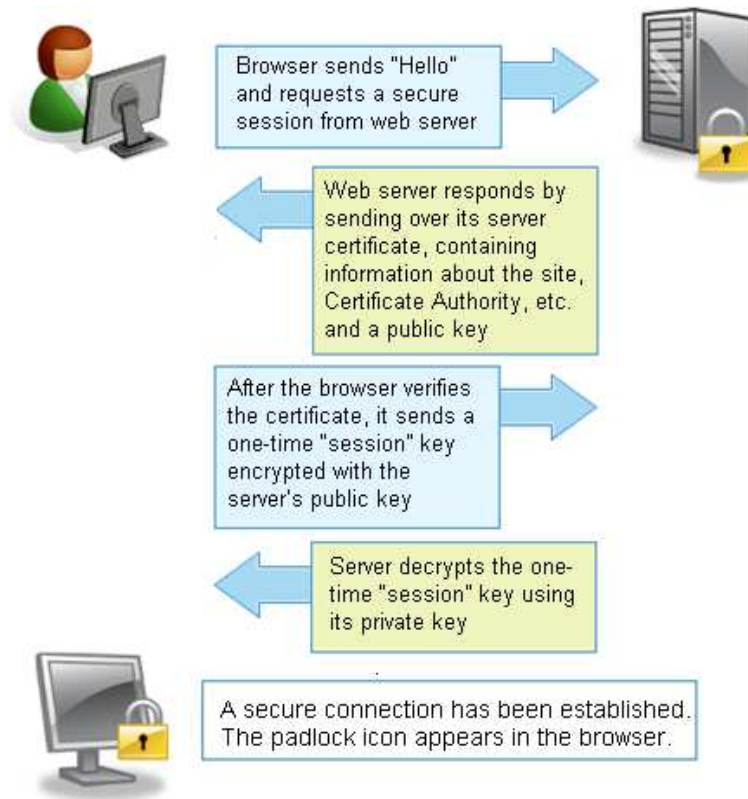 Browser sends "Hello"
and requests a secure
session from web server
Web server responds by
sending over its server
certificate, containing
information about the site,
Certificate Authority, etc.
and a public key
After the browser verifies
the certificate, it sends a
one-time "session" key
encrypted with the
server's public key
Server decrypts the one-
time "session" key using
its private key
A secure connection has been established.
The padlock icon appears in the browser.